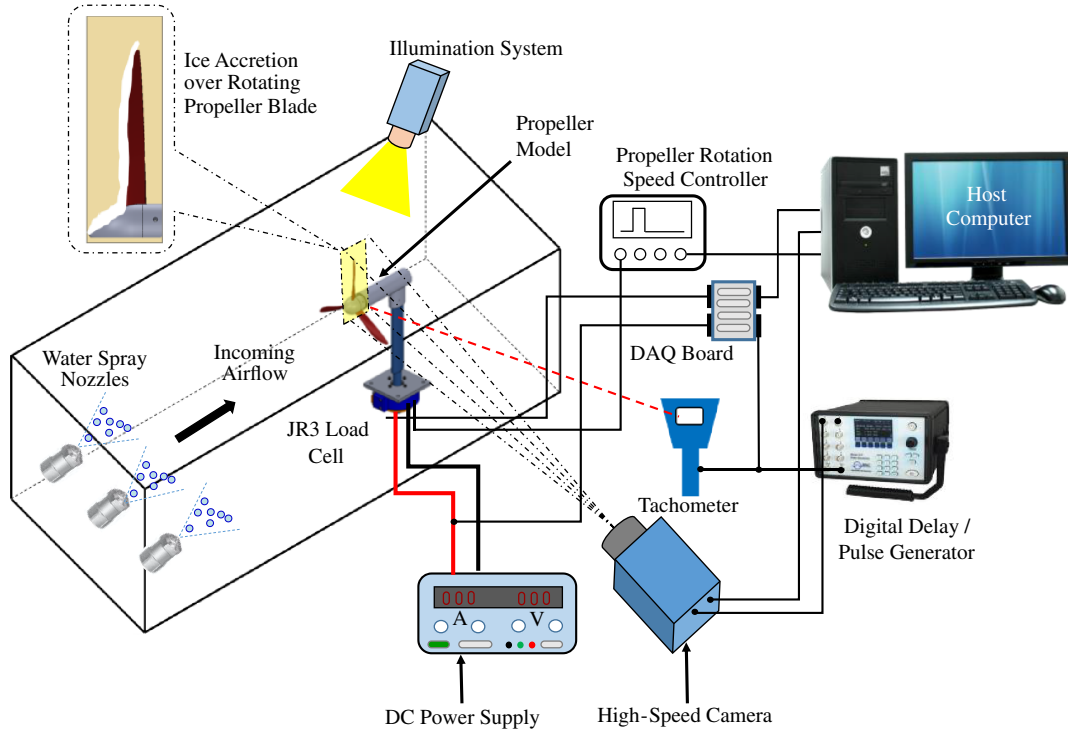 Ice Accretion
over Rotating
Propeller Blade
Illumination System
Propeller
Model
Propeller Rotation
Speed Controller
Host
Computer
DAQ Board
Water Spray
Nozzles
Incoming
Airflow
JR3 Load
Cell
Tachometer
Digital Delay /
Pulse Generator
000 000
A V
DC Power Supply
High-Speed Camera